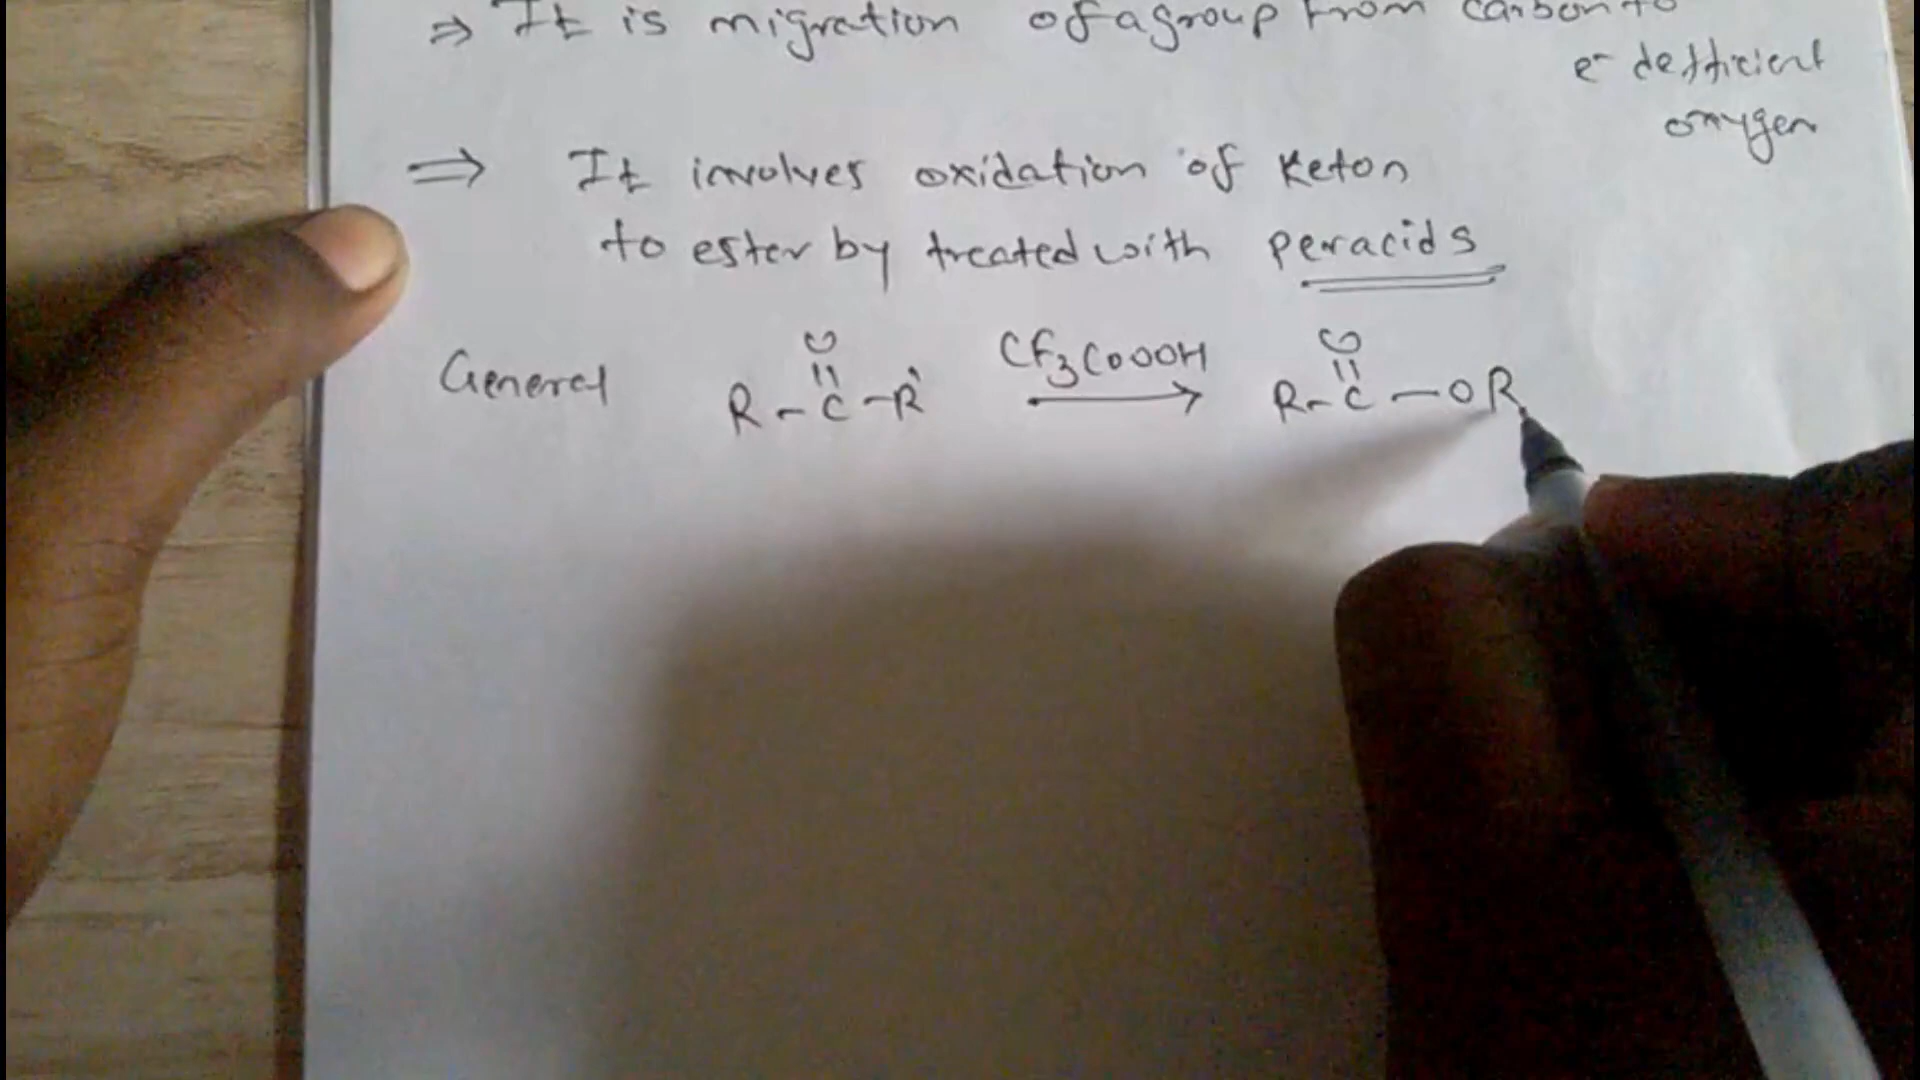 ⇒ It is migration of a group from carbon to
e⁻ defficient
oxygen
⇒ It involves oxidation of Keton
to ester by treated with peracids
General R-C-R' CF₃COOOH → R-C-OR
O O